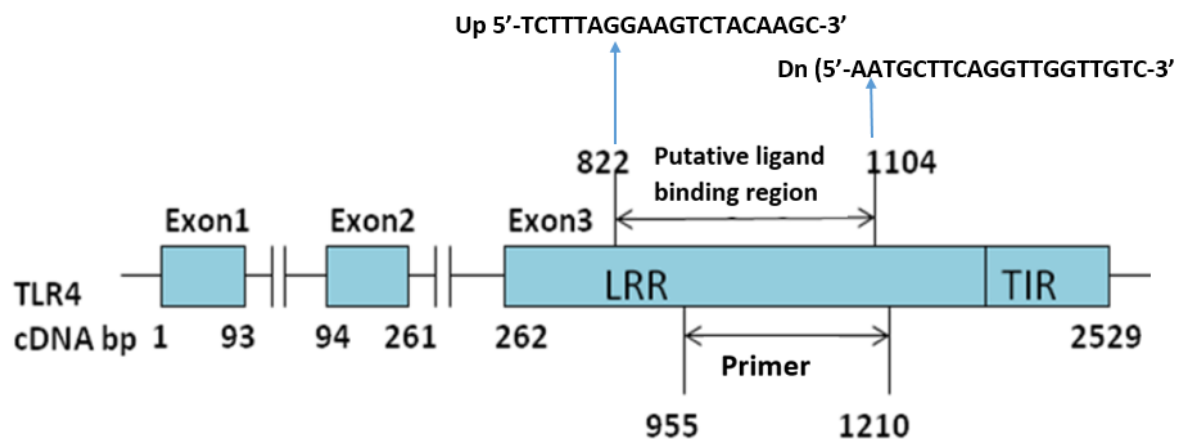 Up 5’-TCTTTAGGAAGTCTACAAGC-3’
Dn (5’-AATGCTTCAGGTTGGTTGTC-3’
822 Putative ligand 1104
binding region
Exon1 Exon2 Exon3
LRR TIR
TLR4
cDNA bp 1 93 94 261 262 2529
Primer
955 1210